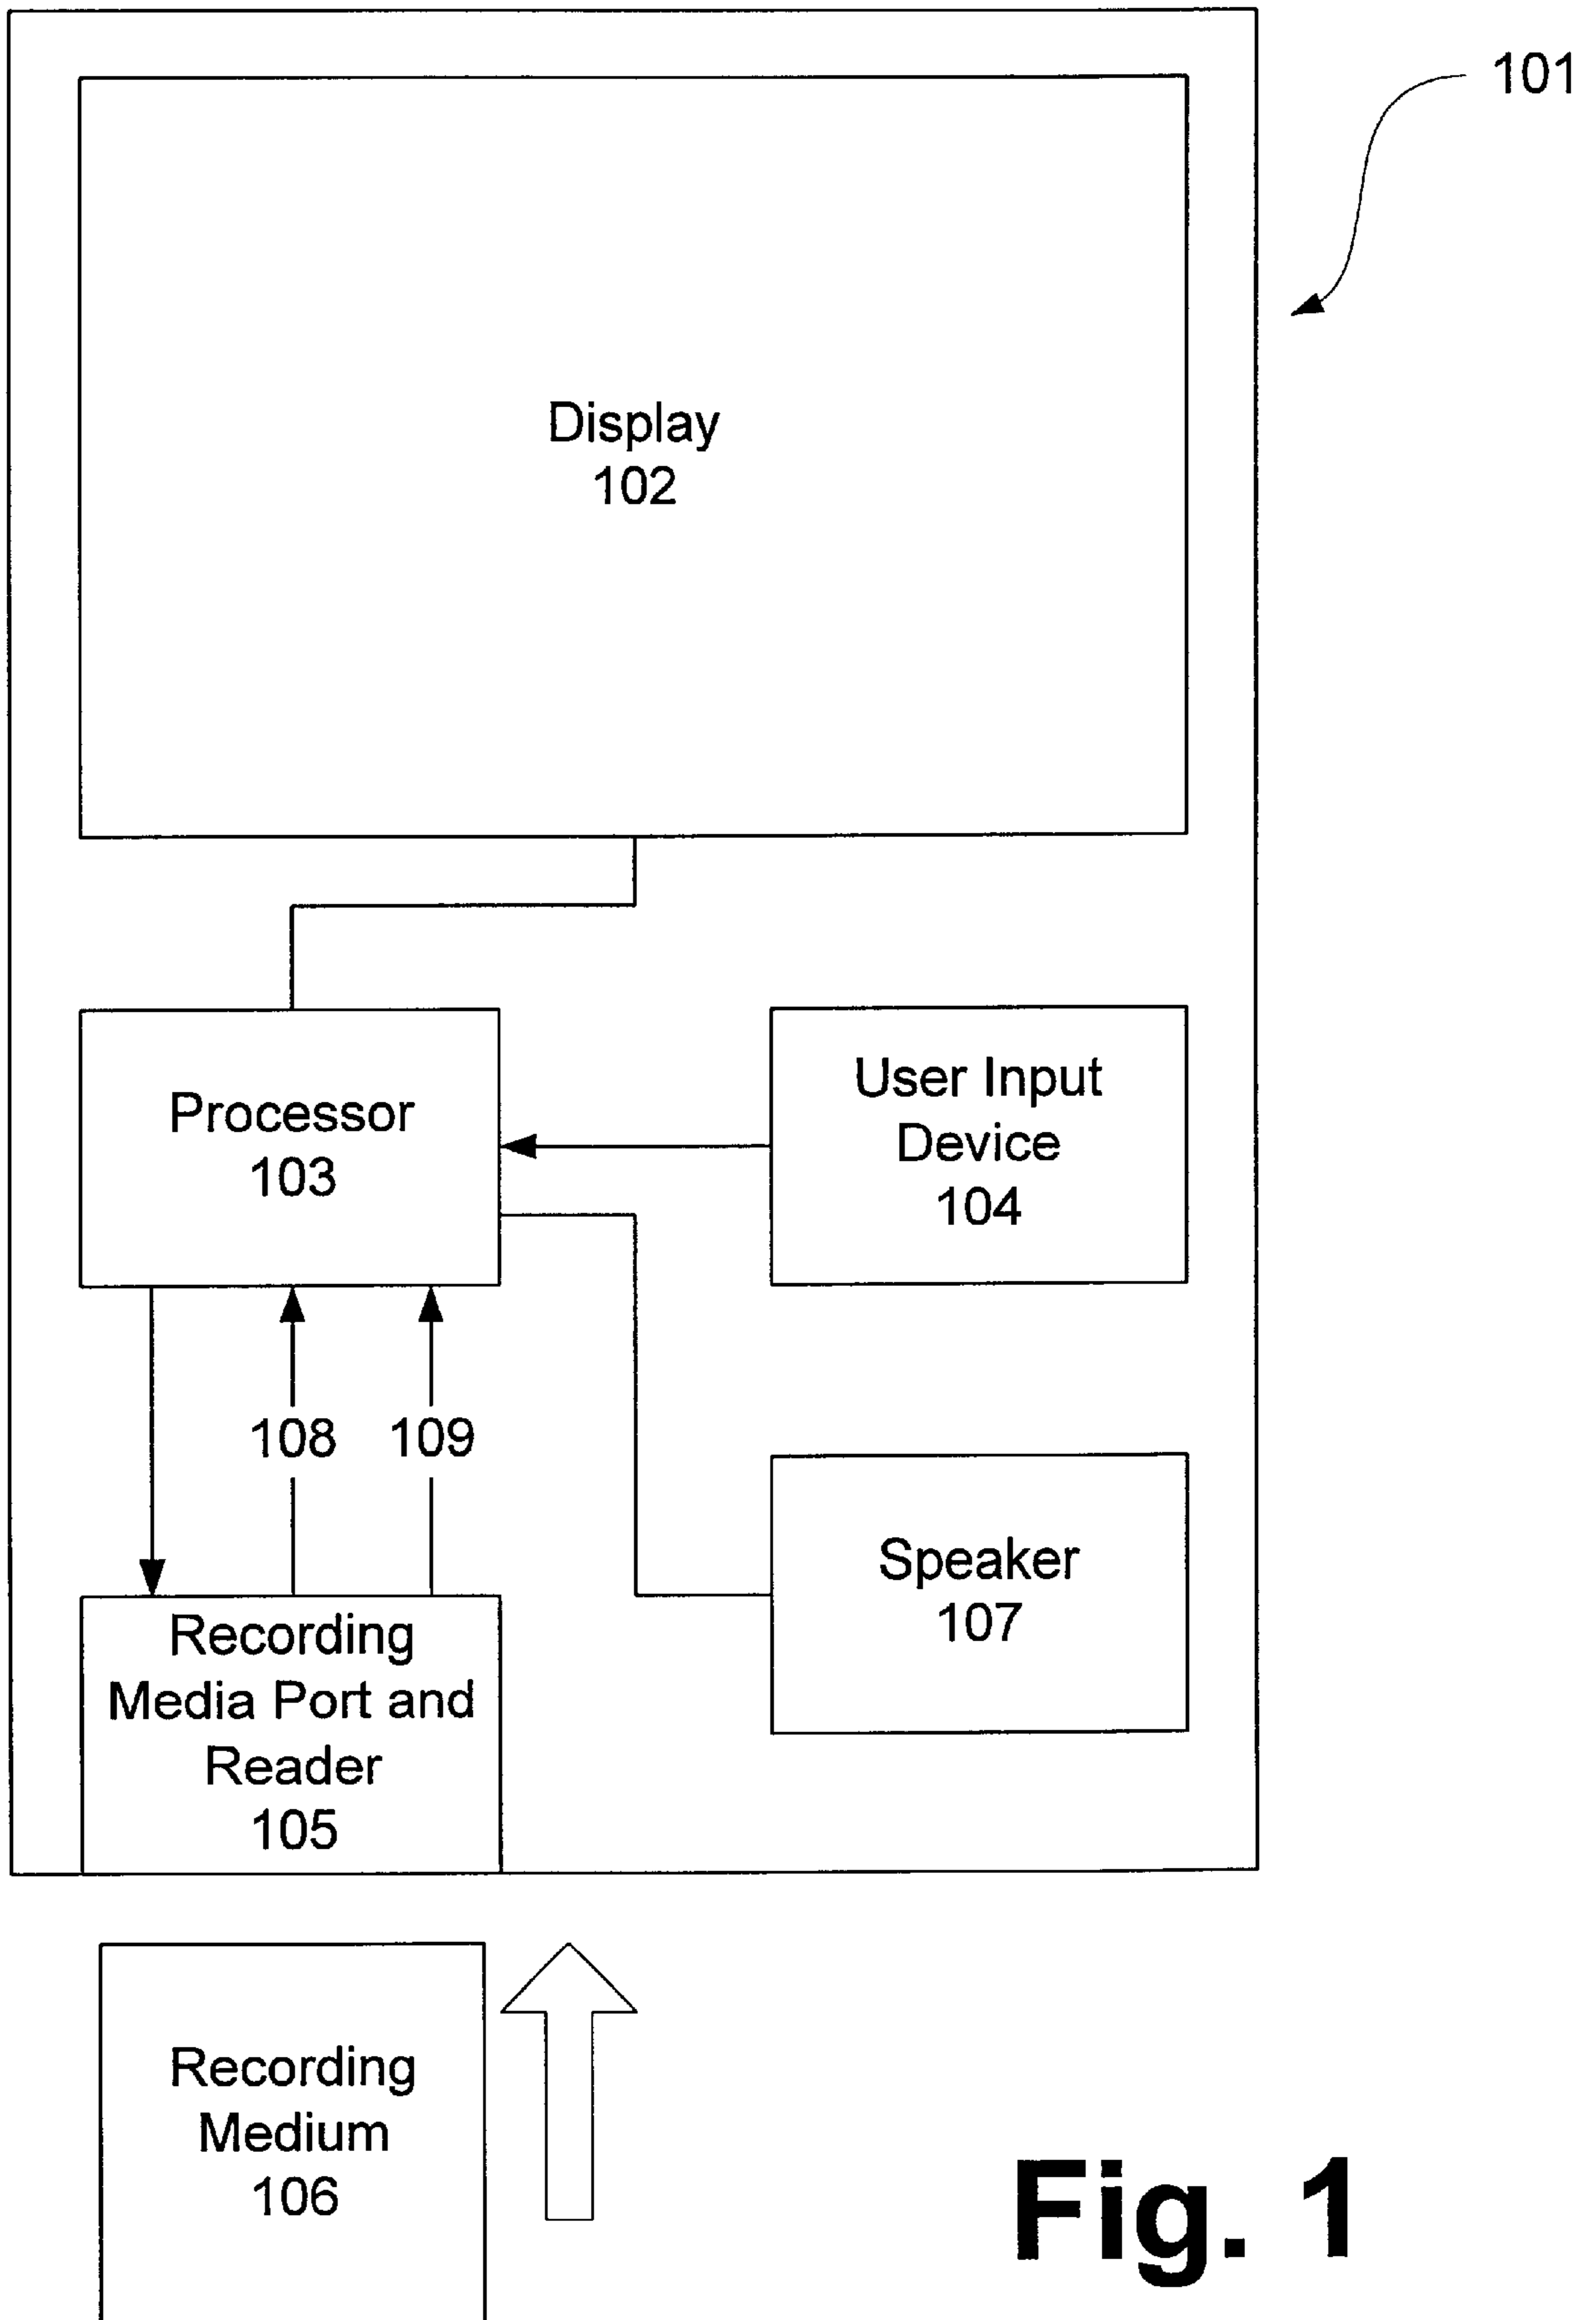 101
Display
102
Processor
103
User Input
Device
104
108
109
Speaker
107
Recording
Media Port and
Reader
105
Recording
Medium
106
Fig. 1